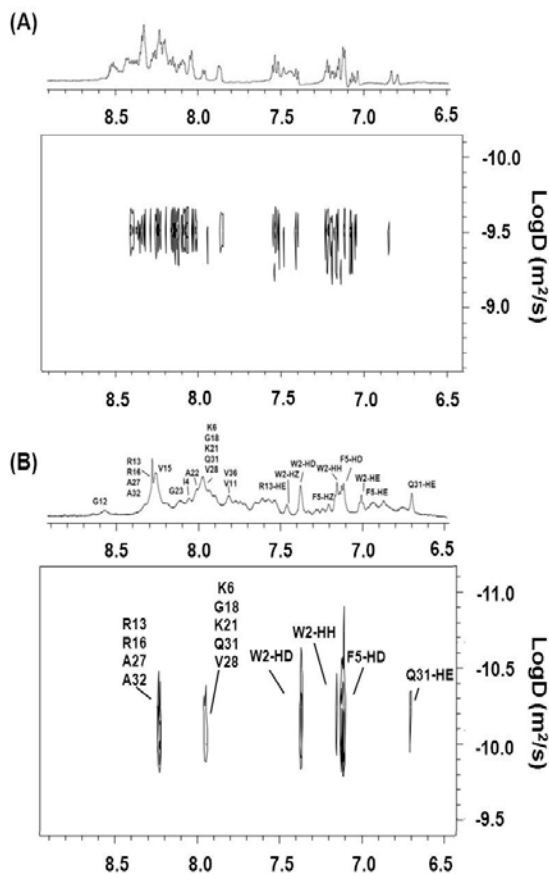 (A)
8.5 8.0 7.5 7.0 6.5
-10.0
-9.5
-9.0
LogD (m²/s)
8.5 8.0 7.5 7.0 6.5
(B)
K6
G18
K21
Q31
V28
R13
R16
A27
A32
V15
G12
G23
I4
A22
V36
V11
R13-HE
W2-HZ
W2-HD
F5-HZ
W2-HH
F5-HD
W2-HE
F5-HE
Q31-HE
8.5 8.0 7.5 7.0 6.5
K6
G18
K21
Q31
V28
R13
R16
A27
A32
W2-HD
W2-HH
F5-HD
Q31-HE
-11.0
-10.5
-10.0
-9.5
LogD (m²/s)
8.5 8.0 7.5 7.0 6.5